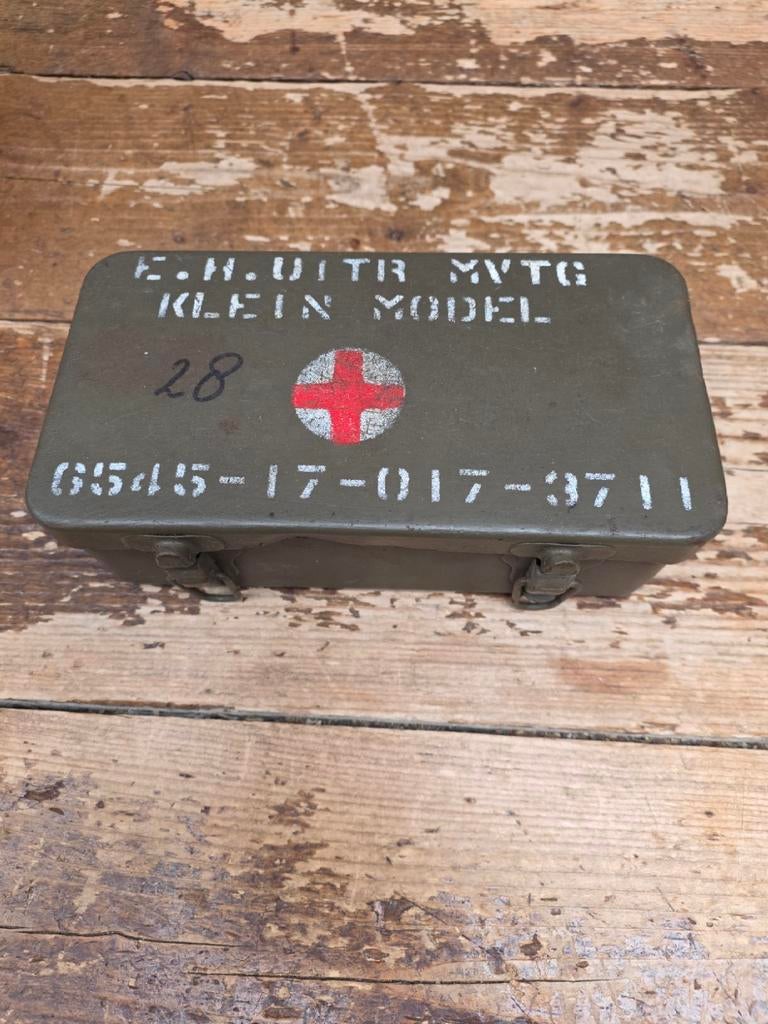 E.H.UITR MVTG
KLEIN MODEL
28
6545-17-017-3711